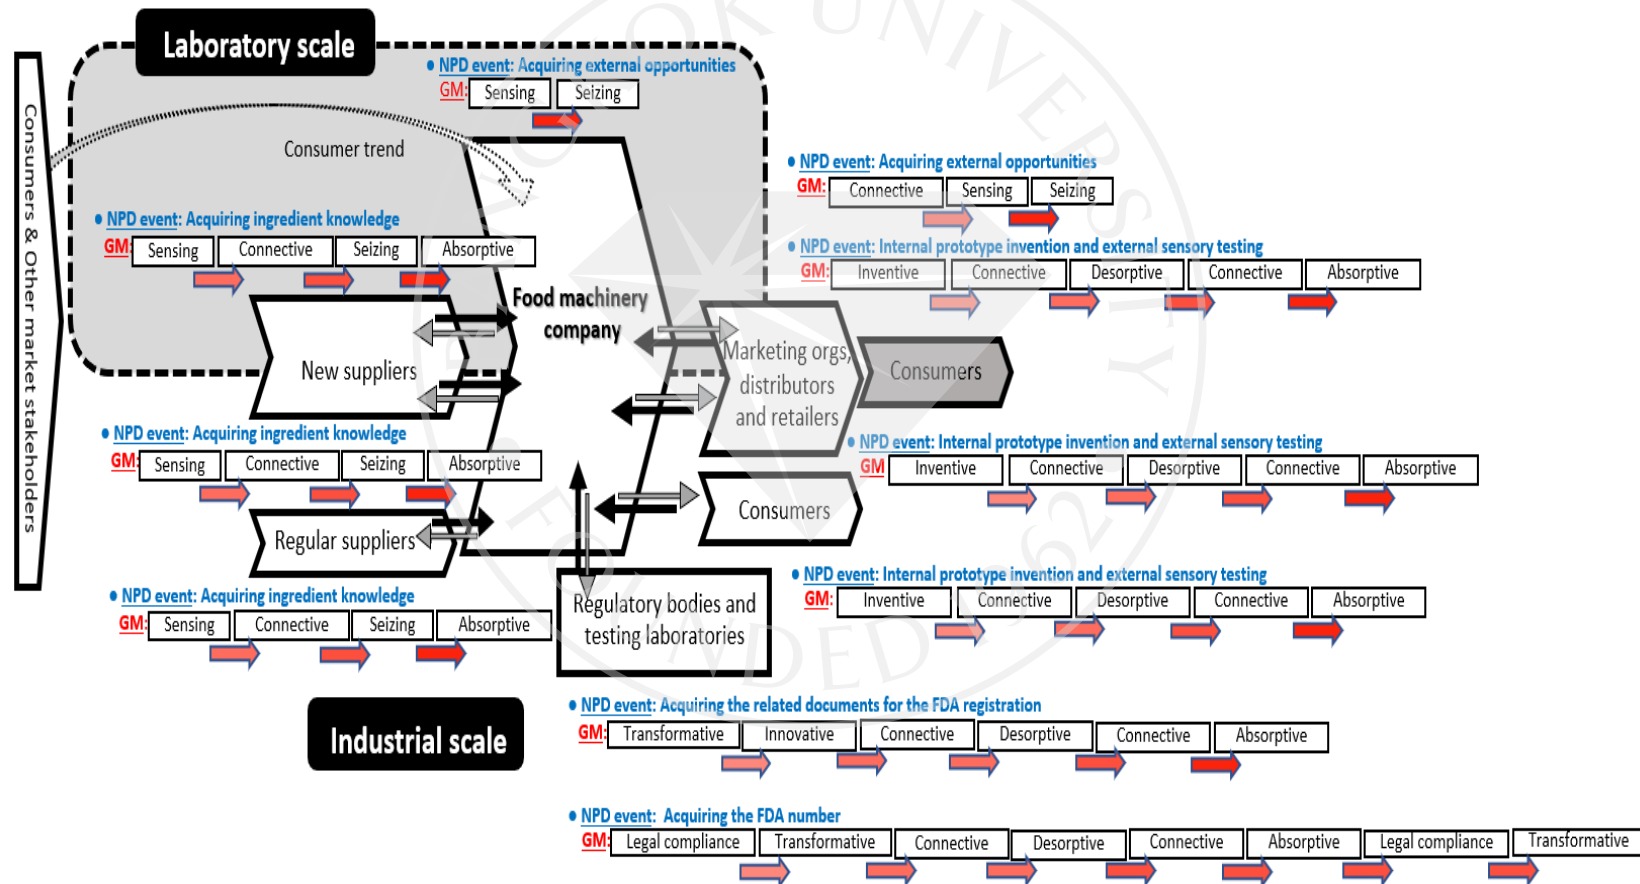 Laboratory scale
Consumers & Other market stakeholders
• NPD event: Acquiring external opportunities
GM: Sensing Seizing
Consumer trend
• NPD event: Acquiring external opportunities
GM: Connective Sensing Seizing
• NPD event: Acquiring ingredient knowledge
GM: Sensing Connective Seizing Absorptive
• NPD event: Internal prototype invention and external sensory testing
GM: Inventive Connective Desorptive Connective Absorptive
Food machinery
company
New suppliers
Marketing orgs,
distributors
and retailers
Consumers
• NPD event: Acquiring ingredient knowledge
GM: Sensing Connective Seizing Absorptive
• NPD event: Internal prototype invention and external sensory testing
GM Inventive Connective Desorptive Connective Absorptive
Regular suppliers
Consumers
• NPD event: Acquiring ingredient knowledge
GM: Sensing Connective Seizing Absorptive
• NPD event: Internal prototype invention and external sensory testing
GM: Inventive Connective Desorptive Connective Absorptive
Regulatory bodies and
testing laboratories
Industrial scale
• NPD event: Acquiring the related documents for the FDA registration
GM: Transformative Innovative Connective Desorptive Connective Absorptive
• NPD event: Acquiring the FDA number
GM: Legal compliance Transformative Connective Desorptive Connective Absorptive Legal compliance Transformative
UNIVERSITY
FOUNDED 1962